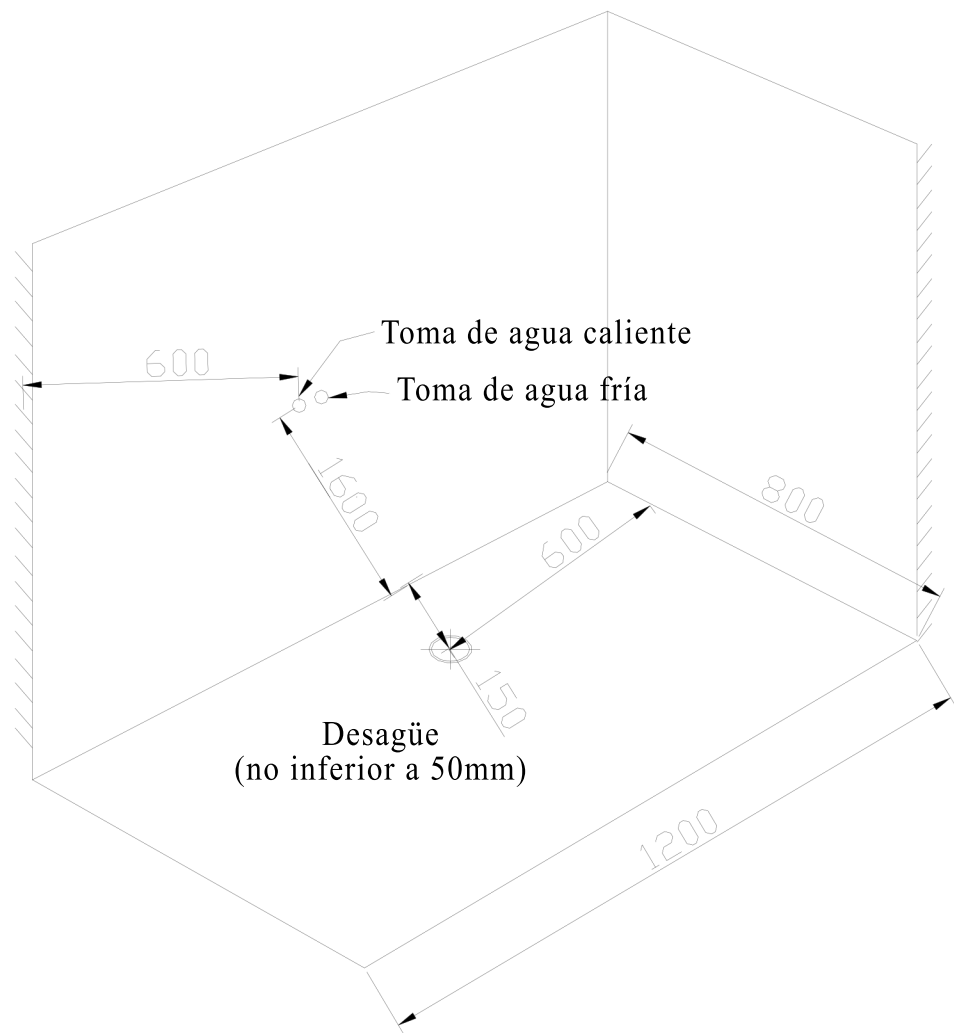 Toma de agua caliente
600
Toma de agua fría
1600
800
600
150
Desagüe
(no inferior a 50mm)
1200